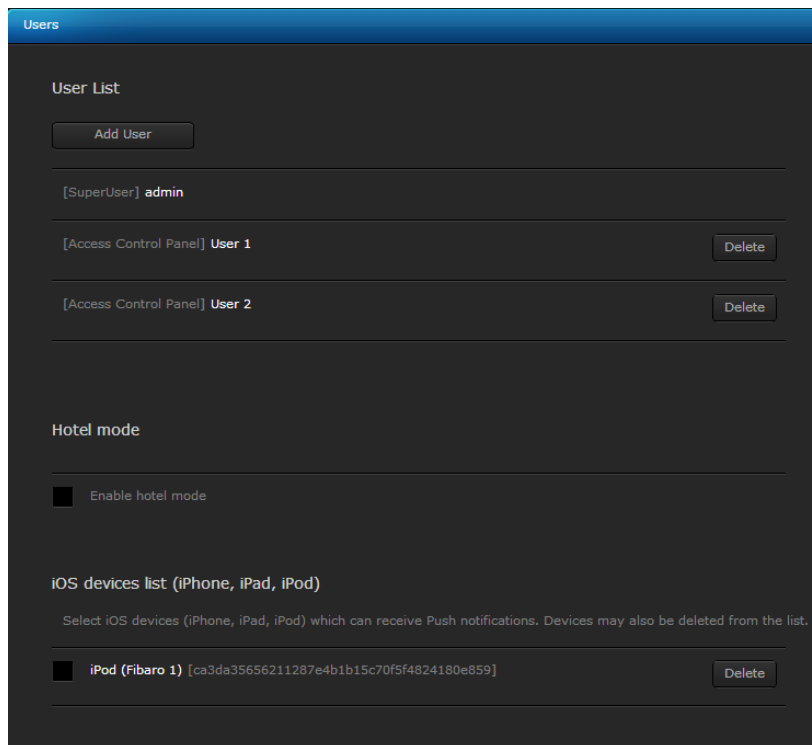 Users
User List
Add User
[SuperUser] admin
[Access Control Panel] User 1
Delete
[Access Control Panel] User 2
Delete
Hotel mode
Enable hotel mode
iOS devices list (iPhone, iPad, iPod)
Select iOS devices (iPhone, iPad, iPod) which can receive Push notifications. Devices may also be deleted from the list.
iPod (Fibaro 1) [ca3da35656211287e4b1b15c70f5f4824180e859]
Delete